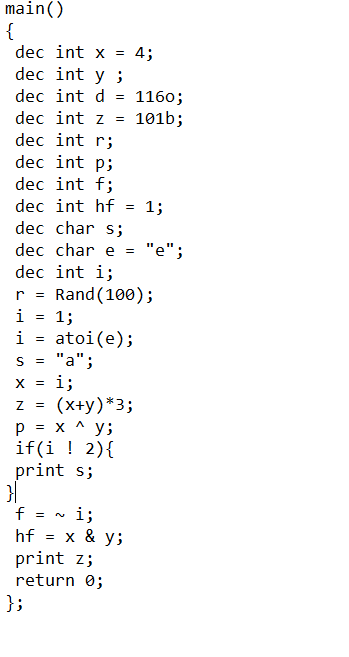 main()
{
dec int x = 4;
dec int y ;
dec int d = 116o;
dec int z = 101b;
dec int r;
dec int p;
dec int f;
dec int hf = 1;
dec char s;
dec char e = "e";
dec int i;
r = Rand(100);
i = 1;
i = atoi(e);
s = "a";
x = i;
z = (x+y)*3;
p = x ^ y;
if(i ! 2){
print s;
}
f = ~ i;
hf = x & y;
print z;
return 0;
};